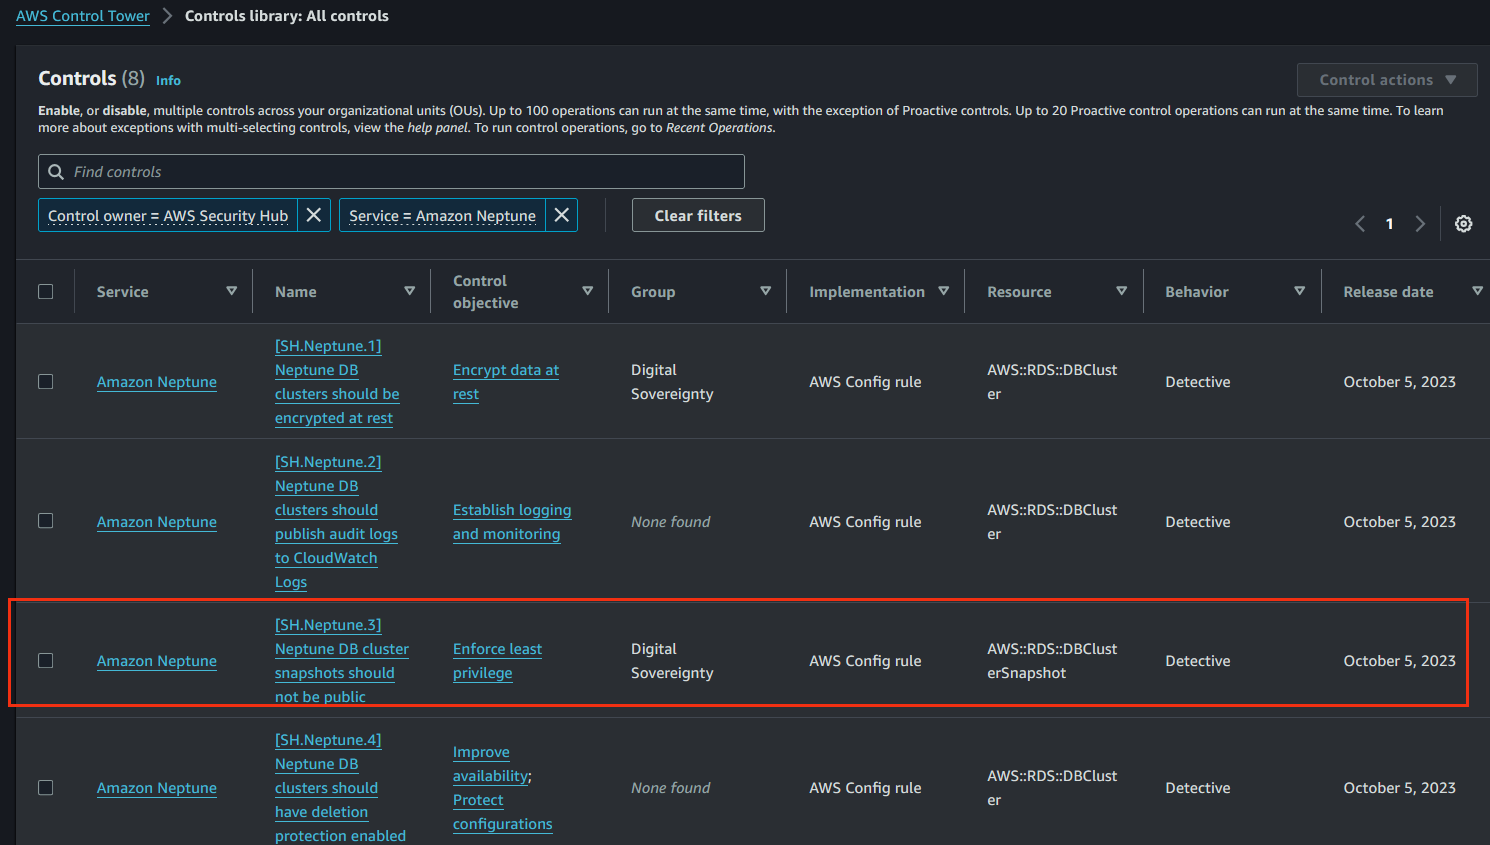 AWS Control Tower > Controls library: All controls
Controls (8) Info
Control actions
Enable, or disable, multiple controls across your organizational units (OUs). Up to 100 operations can run at the same time, with the exception of Proactive controls. Up to 20 Proactive control operations can run at the same time. To learn
more about exceptions with multi-selecting controls, view the help panel. To run control operations, go to Recent Operations.
Find controls
Control owner = AWS Security Hub
Service = Amazon Neptune
Clear filters
1
Service
Name
Control
objective
Group
Implementation
Resource
Behavior
Release date
Amazon Neptune
[SH.Neptune.1]
Neptune DB
clusters should be
encrypted at rest
Encrypt data at
rest
Digital
Sovereignty
AWS Config rule
AWS::RDS::DBClust
er
Detective
October 5, 2023
Amazon Neptune
[SH.Neptune.2]
Neptune DB
clusters should
publish audit logs
to CloudWatch
Logs
Establish logging
and monitoring
None found
AWS Config rule
AWS::RDS::DBClust
er
Detective
October 5, 2023
Amazon Neptune
[SH.Neptune.3]
Neptune DB cluster
snapshots should
not be public
Enforce least
privilege
Digital
Sovereignty
AWS Config rule
AWS::RDS::DBClust
erSnapshot
Detective
October 5, 2023
Amazon Neptune
[SH.Neptune.4]
Neptune DB
clusters should
have deletion
protection enabled
Improve
availability;
Protect
configurations
None found
AWS Config rule
AWS::RDS::DBClust
er
Detective
October 5, 2023